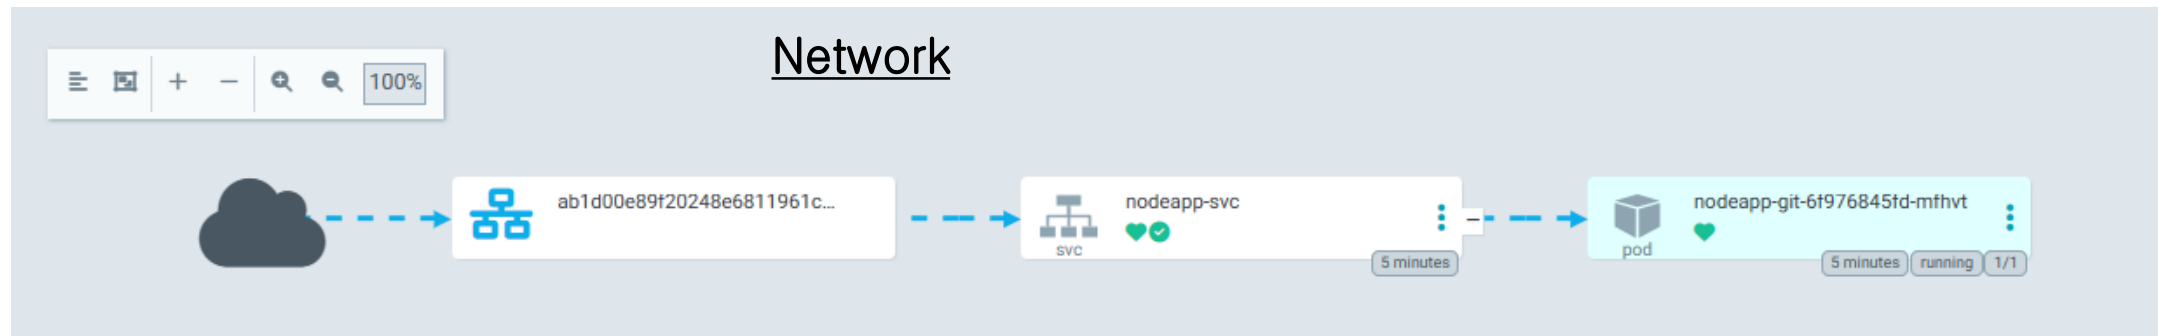 Network
100%
ab1d00e89f20248e6811961c...
nodeapp-svc
svc
5 minutes
nodeapp-git-6f976845fd-mfhvt
pod
5 minutes running 1/1